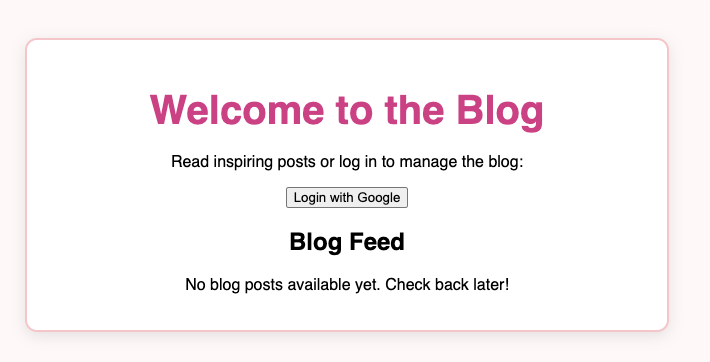 Welcome to the Blog
Read inspiring posts or log in to manage the blog:
Login with Google
Blog Feed
No blog posts available yet. Check back later!